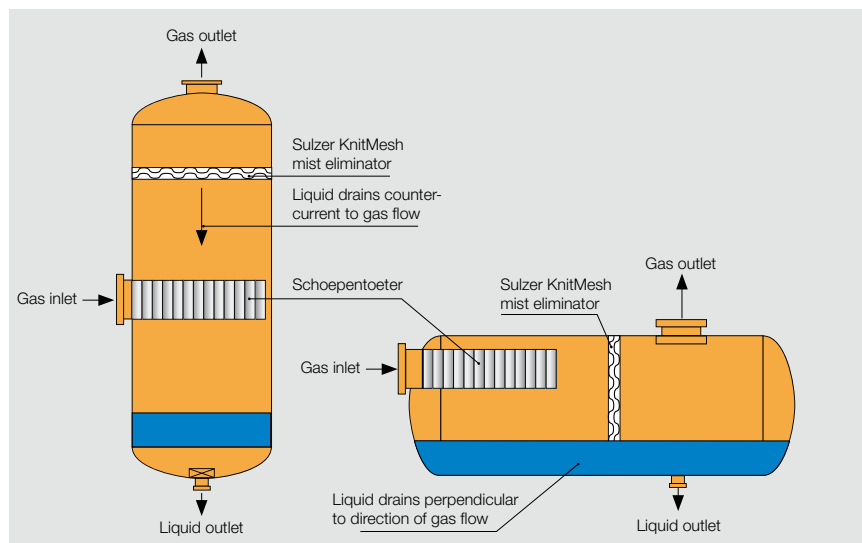 Gas outlet
Sulzer KnitMesh
mist eliminator
Liquid drains counter-
current to gas flow
Gas inlet
Schoepentoeter
Liquid outlet
Gas outlet
Sulzer KnitMesh
mist eliminator
Gas inlet
Liquid drains perpendicular
to direction of gas flow
Liquid outlet